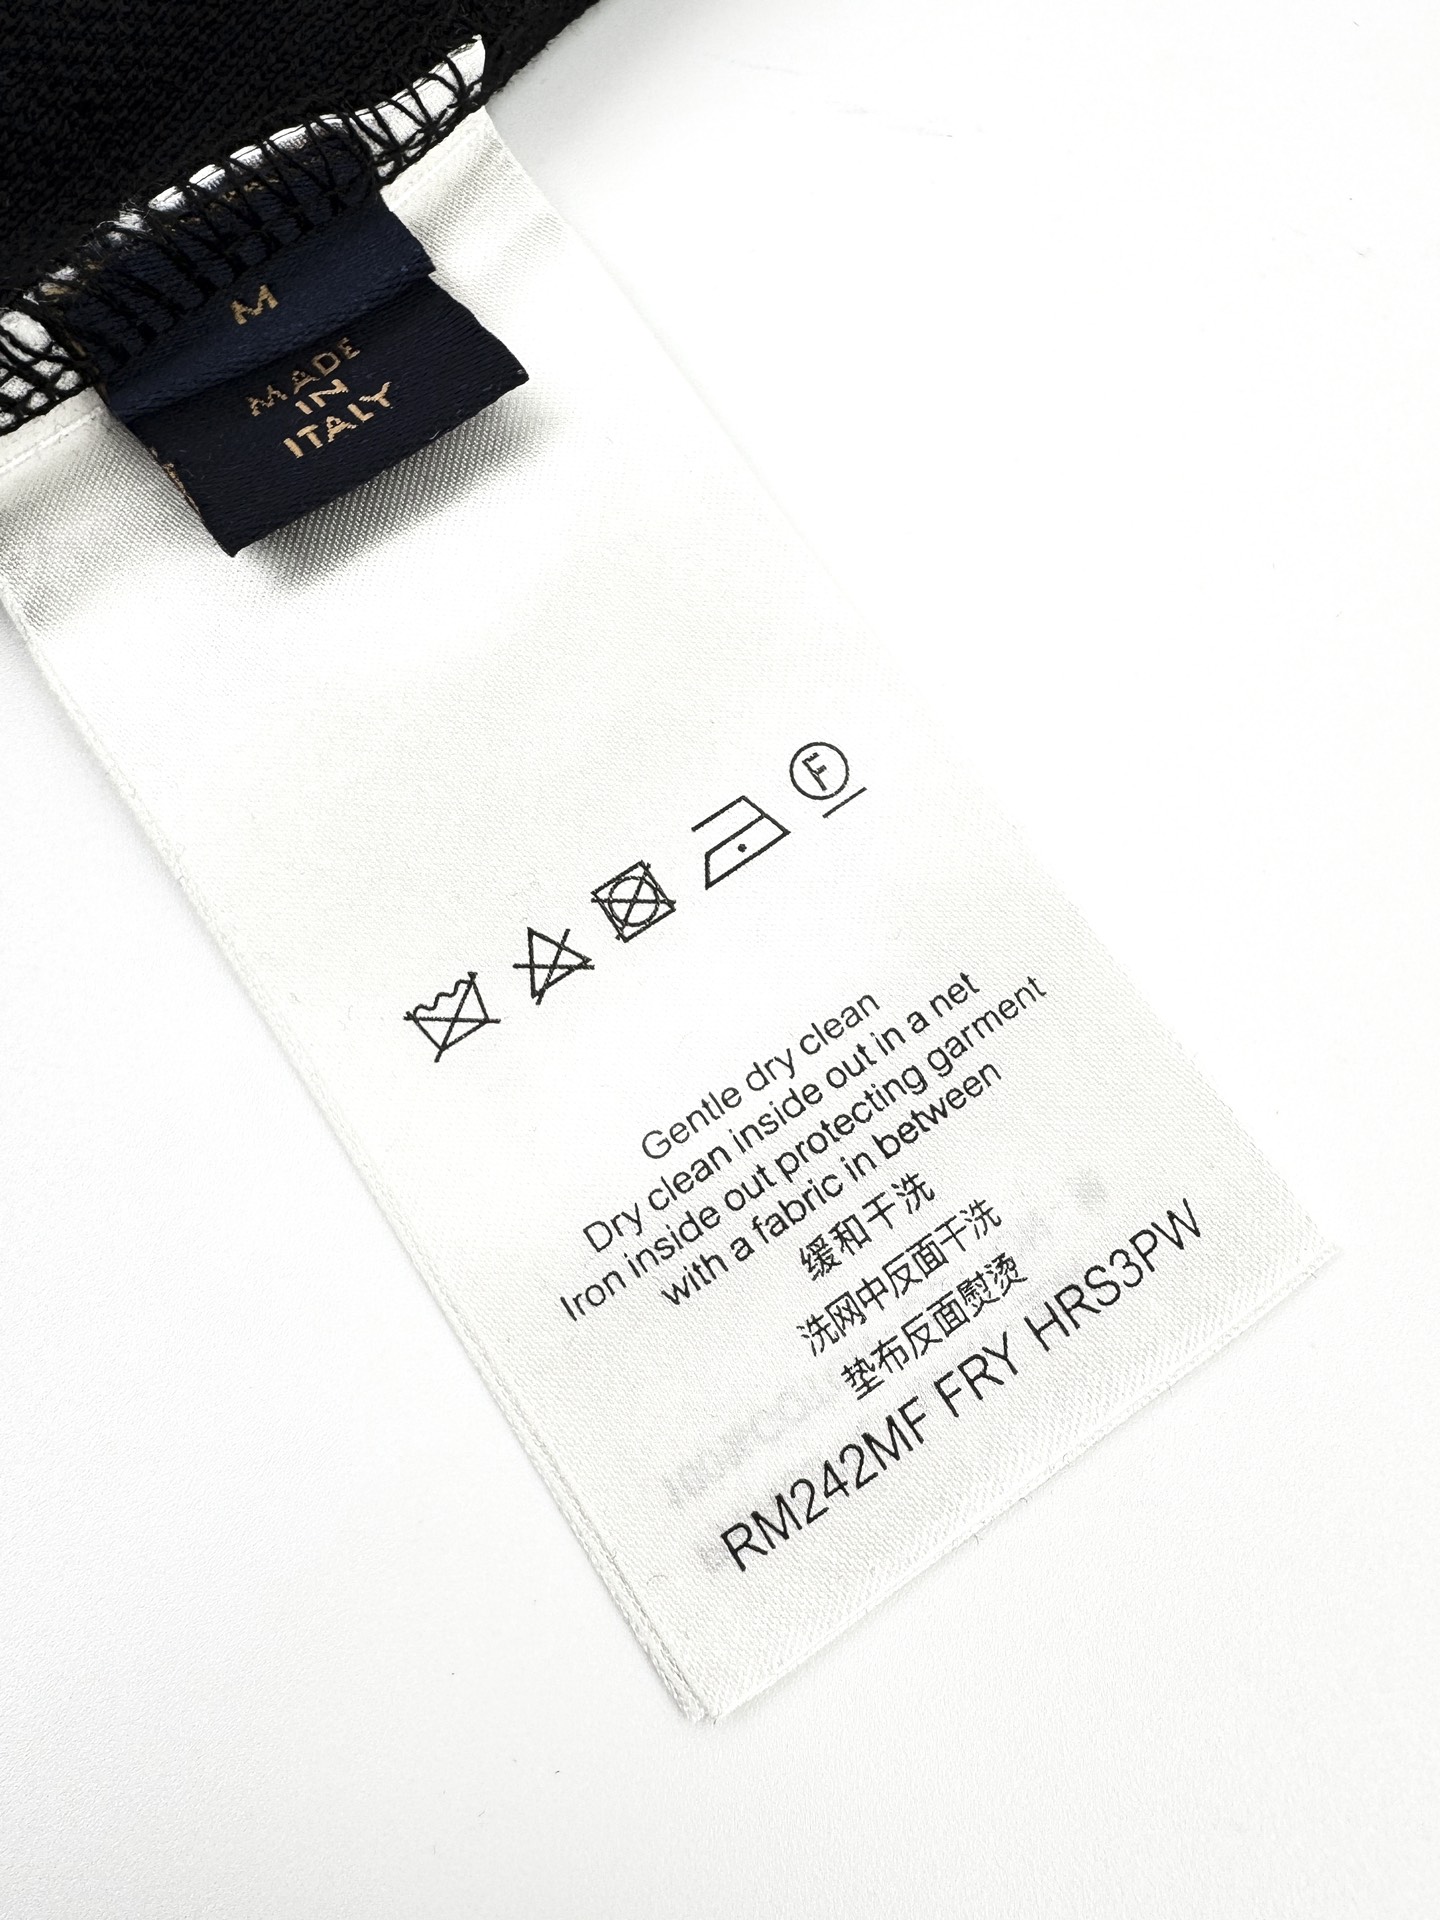 M
MADE
IN
ITALY
F
Gentle dry clean
Dry clean inside out in a net
Iron inside out protecting garment
with a fabric in between
缓和干洗
洗网中反面干洗
垫布反面熨烫
RM242MF FRY HRS3PW